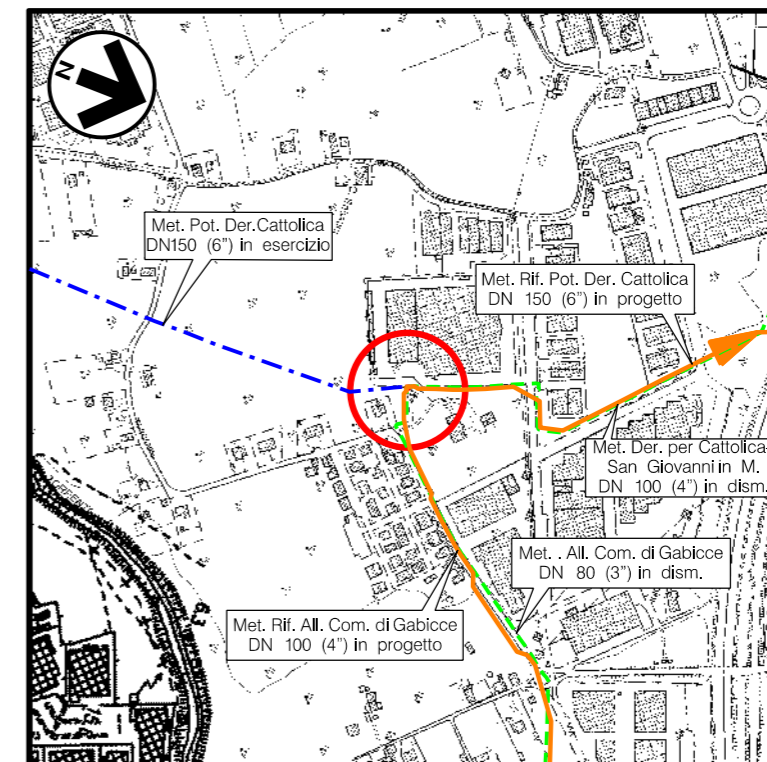 N
Met. Pot. Der.Cattolica
DN150 (6") in esercizio
Met. Rif. Pot. Der. Cattolica
DN 150 (6") in progetto
Met. Der. per Cattolica-
San Giovanni in M.
DN 100 (4") in dism.
Met. . All. Com. di Gabicce
DN 80 (3") in dism.
Met. Rif. All. Com. di Gabicce
DN 100 (4") in progetto